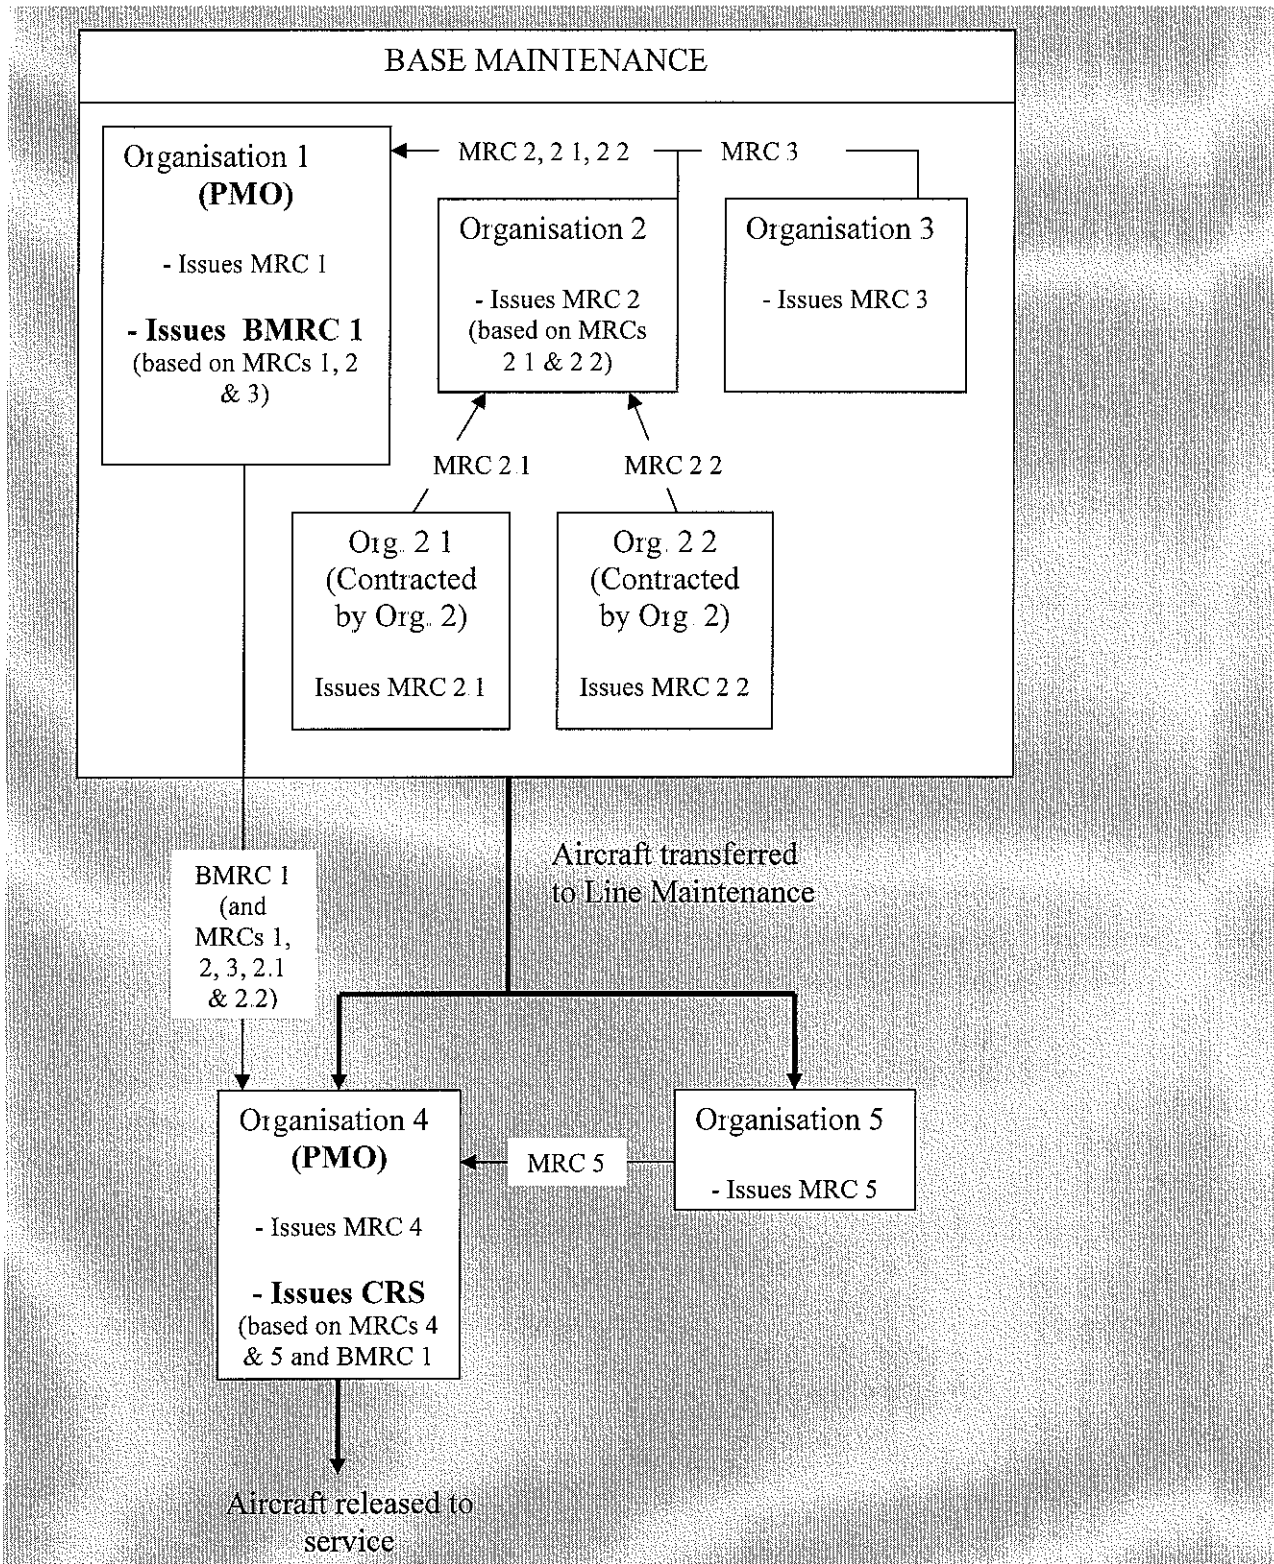 BASE MAINTENANCE
Organisation 1
(PMO)
- Issues MRC 1
- Issues BMRC 1
(based on MRCs 1, 2
& 3)
MRC 2, 2 1, 2 2
MRC 3
Organisation 2
- Issues MRC 2
(based on MRCs
2 1 & 2 2)
Organisation 3
- Issues MRC 3
MRC 2.1
MRC 2 2
Org. 2 1
(Contracted
by Org. 2)
Issues MRC 2.1
Org. 2 2
(Contracted
by Org. 2)
Issues MRC 2 2
BMRC 1
(and
MRCs 1,
2, 3, 2.1
& 2.2)
Aircraft transferred
to Line Maintenance
Organisation 4
(PMO)
- Issues MRC 4
- Issues CRS
(based on MRCs 4
& 5 and BMRC 1
MRC 5
Organisation 5
- Issues MRC 5
Aircraft released to
service